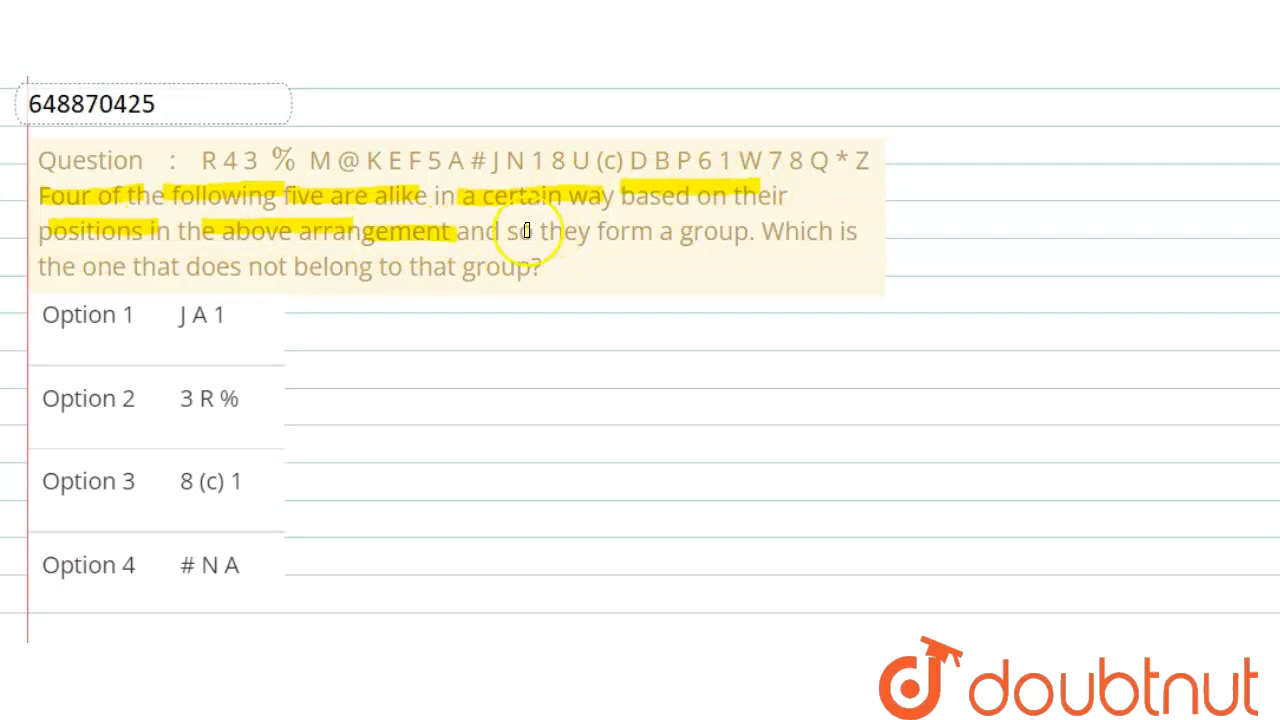 648870425
Question : R 4 3 % M @ K E F 5 A # J N 1 8 U (c) D B P 6 1 W 7 8 Q * Z
Four of the following five are alike in a certain way based on their
positions in the above arrangement and so they form a group. Which is
the one that does not belong to that group?
Option 1 J A 1
Option 2 3 R %
Option 3 8 (c) 1
Option 4 # N A
doubtnut